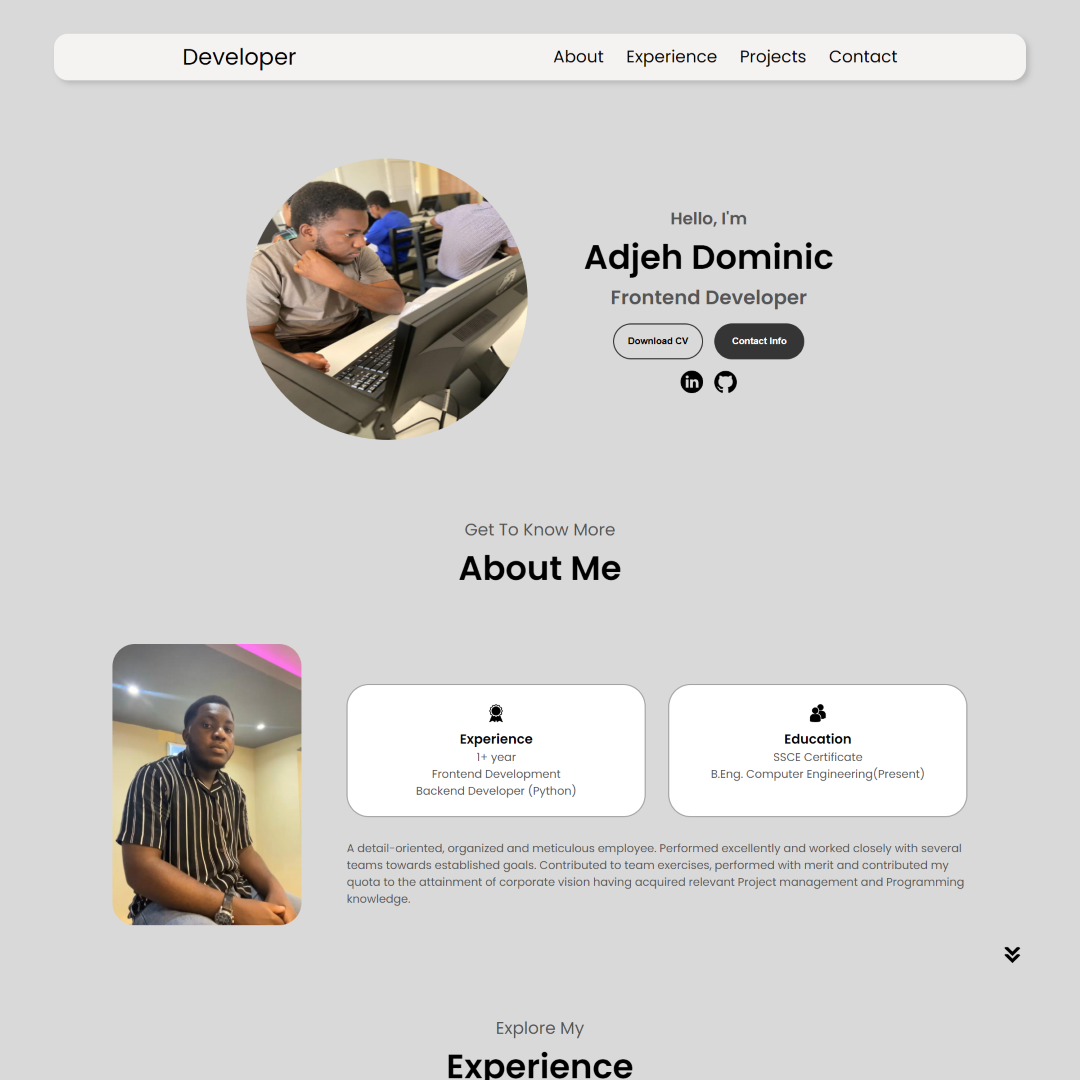 Developer
About Experience Projects Contact
Hello, I'm
Adjeh Dominic
Frontend Developer
Download CV Contact Info
in
Get To Know More
About Me
Experience
1+ year
Frontend Development
Backend Developer (Python)
Education
SSCE Certificate
B.Eng. Computer Engineering(Present)
A detail-oriented, organized and meticulous employee. Performed excellently and worked closely with several
teams towards established goals. Contributed to team exercises, performed with merit and contributed my
quota to the attainment of corporate vision having acquired relevant Project management and Programming
knowledge.
Explore My
Experience